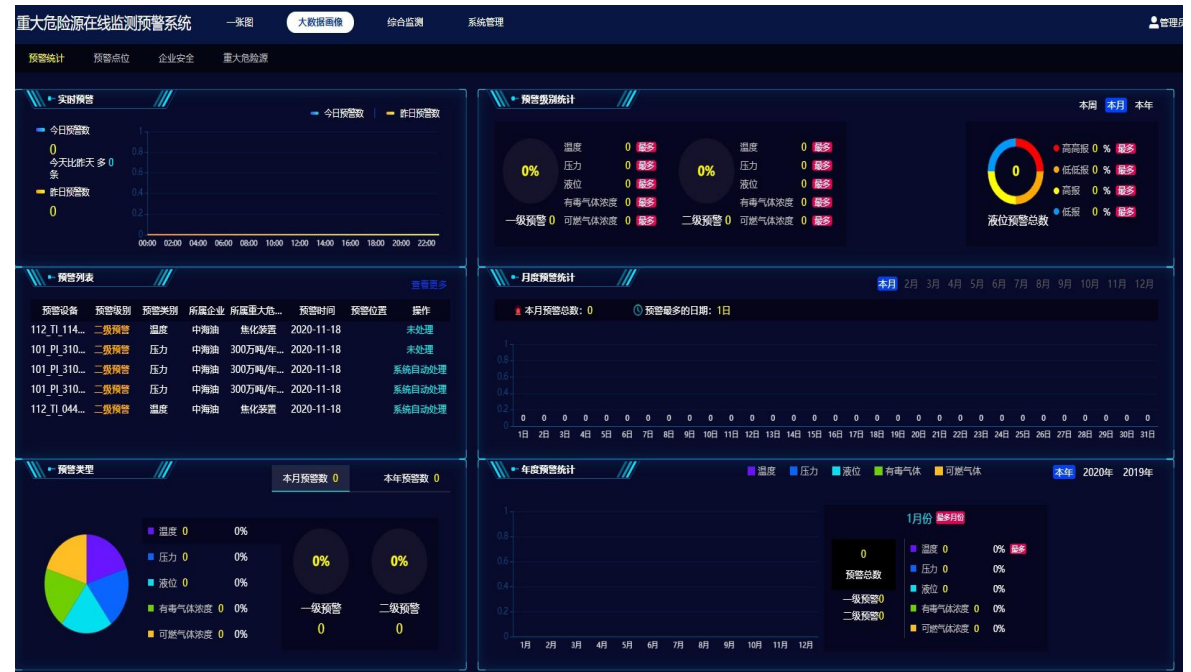 重大危险源在线监测预警系统 一张图 大数据画像 综合监测 系统管理 管理员
预警统计 预警点位 企业安全 重大危险源
实时预警
今日预警数 昨日预警数
今日预警数
0
今天比昨天 多 0
条
昨日预警数
0
1
0.8
0.6
0.4
0.2
0
00:00 02:00 04:00 06:00 08:00 10:00 12:00 14:00 16:00 18:00 20:00 22:00
预警级别统计
本周 本月 本年
0%
一级预警 0
温度 0 最多
压力 0 最多
液位 0 最多
有毒气体浓度 0 最多
可燃气体浓度 0 最多
0%
二级预警 0
温度 0 最多
压力 0 最多
液位 0 最多
有毒气体浓度 0 最多
可燃气体浓度 0 最多
0
液位预警总数
高高报 0 % 最多
低低报 0 % 最多
高报 0 % 最多
低报 0 % 最多
预警列表
查看更多
预警设备 预警级别 预警类别 所属企业 所属重大危... 预警时间 预警位置 操作
112_TI_114... 二级预警 温度 中海油 焦化装置 2020-11-18 未处理
101_PI_310... 二级预警 压力 中海油 300万吨/年... 2020-11-18 未处理
101_PI_310... 二级预警 压力 中海油 300万吨/年... 2020-11-18 系统自动处理
101_PI_310... 二级预警 压力 中海油 300万吨/年... 2020-11-18 系统自动处理
112_TI_044... 二级预警 温度 中海油 焦化装置 2020-11-18 系统自动处理
月度预警统计
本月 2月 3月 4月 5月 6月 7月 8月 9月 10月 11月 12月
本月预警总数: 0 预警最多的日期: 1日
1
0.8
0.6
0.4
0.2
0
0 0 0 0 0 0 0 0 0 0 0 0 0 0 0 0 0 0 0 0 0 0 0 0 0 0 0 0 0 0 0
1日 2日 3日 4日 5日 6日 7日 8日 9日 10日 11日 12日 13日 14日 15日 16日 17日 18日 19日 20日 21日 22日 23日 24日 25日 26日 27日 28日 29日 30日 31日
预警类型
本月预警数 0 本年预警数 0
温度 0 0%
压力 0 0%
液位 0 0%
有毒气体浓度 0 0%
可燃气体浓度 0 0%
0% 0%
一级预警 二级预警
0 0
年度预警统计
温度 压力 液位 有毒气体 可燃气体
本年 2020年 2019年
1
0.8
0.6
0.4
0.2
0
1月 2月 3月 4月 5月 6月 7月 8月 9月 10月 11月 12月
1月份 最多月份
0
预警总数
一级预警0
二级预警0
温度 0 0% 最多
压力 0 0%
液位 0 0%
有毒气体浓度 0 0%
可燃气体浓度 0 0%